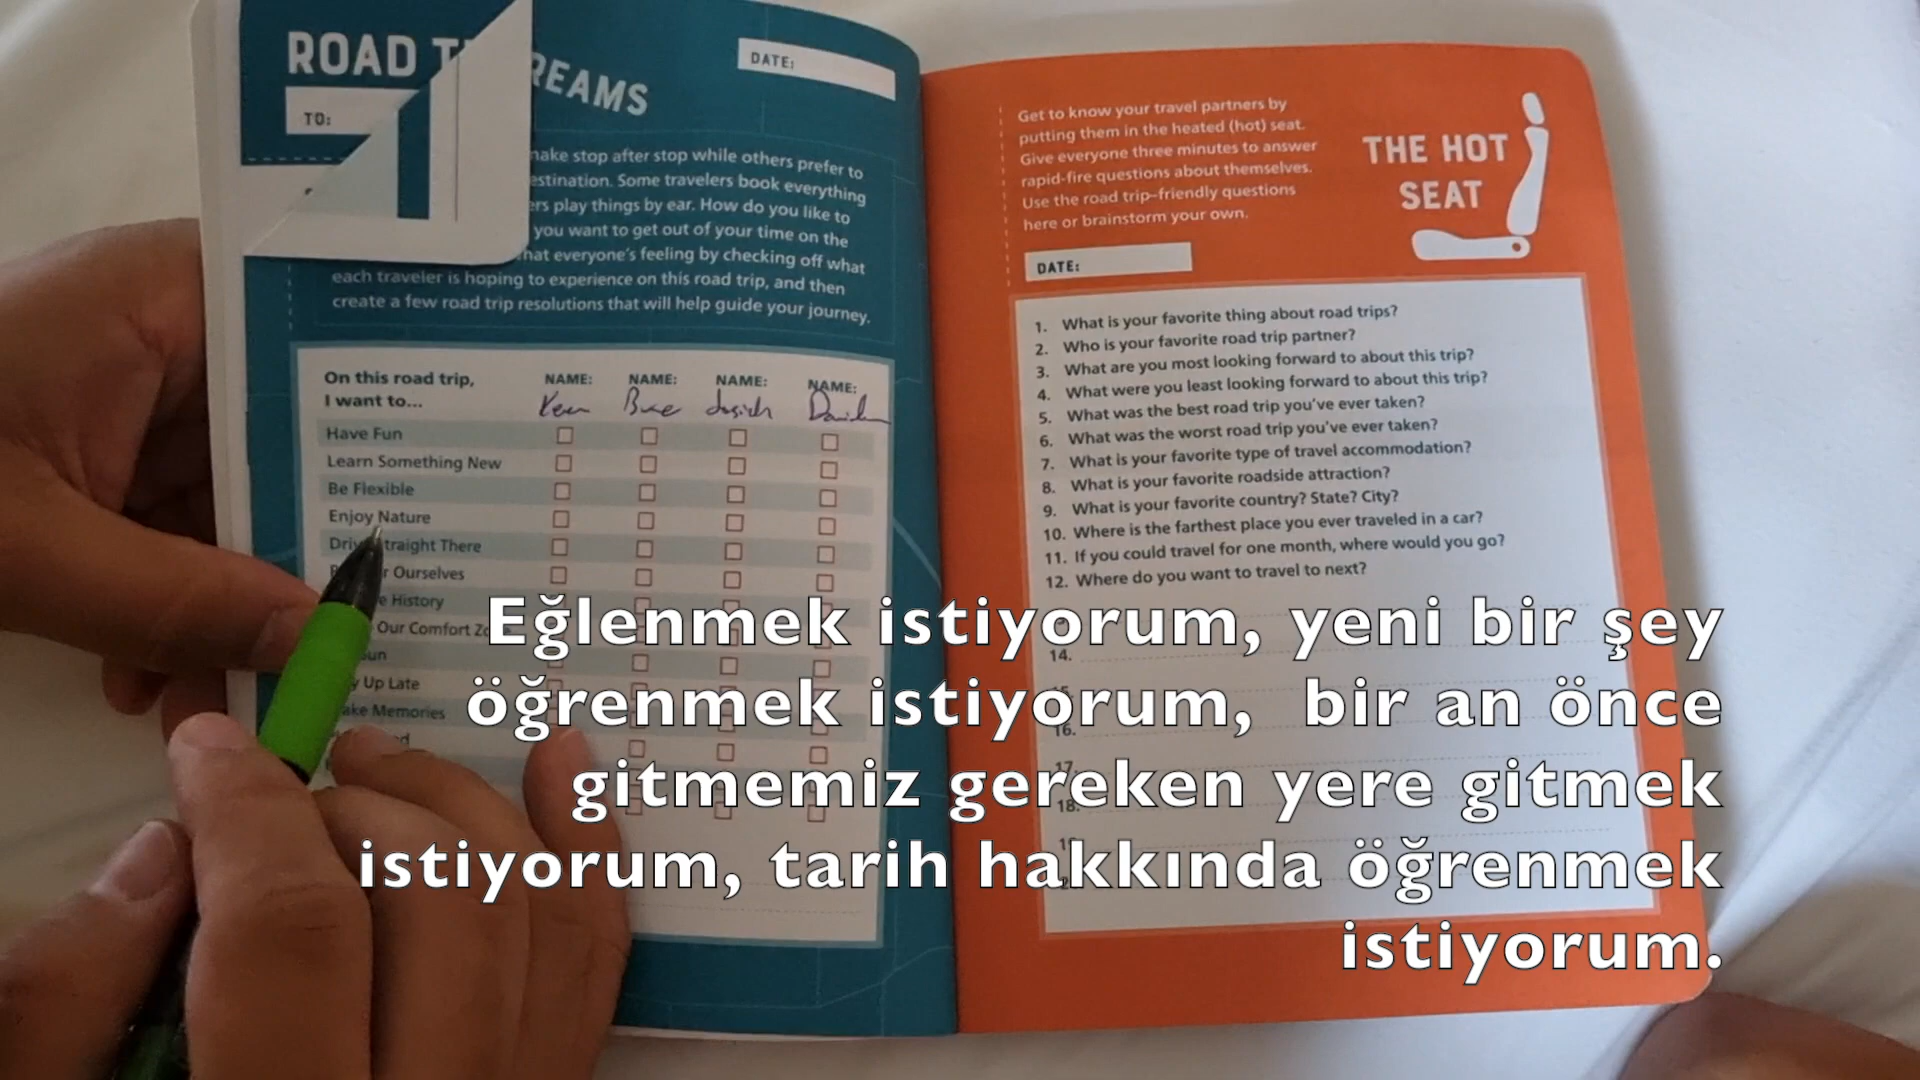 ROAD T
REAMS
DATE:
TO:
make stop after stop while others prefer to
estination. Some travelers book everything
ers play things by ear. How do you like to
you want to get out of your time on the
hat everyone's feeling by checking off what
each traveler is hoping to experience on this road trip, and then
create a few road trip resolutions that will help guide your journey.
On this road trip,
I want to...
NAME: NAME: NAME: NAME:
Have Fun
Learn Something New
Be Flexible
Enjoy Nature
Driv traight There
r Ourselves
e History
Our Comfort Zo
un
y Up Late
ake Memories
Get to know your travel partners by
putting them in the heated (hot) seat.
Give everyone three minutes to answer
rapid-fire questions about themselves.
Use the road trip–friendly questions
here or brainstorm your own.
THE HOT
SEAT
DATE:
1. What is your favorite thing about road trips?
2. Who is your favorite road trip partner?
3. What are you most looking forward to about this trip?
4. What were you least looking forward to about this trip?
5. What was the best road trip you've ever taken?
6. What was the worst road trip you've ever taken?
7. What is your favorite type of travel accommodation?
8. What is your favorite roadside attraction?
9. What is your favorite country? State? City?
10. Where is the farthest place you ever traveled in a car?
11. If you could travel for one month, where would you go?
12. Where do you want to travel to next?
14.
15.
16.
17.
18.
Eğlenmek istiyorum, yeni bir şey
öğrenmek istiyorum, bir an önce
gitmemiz gereken yere gitmek
istiyorum, tarih hakkında öğrenmek
istiyorum.